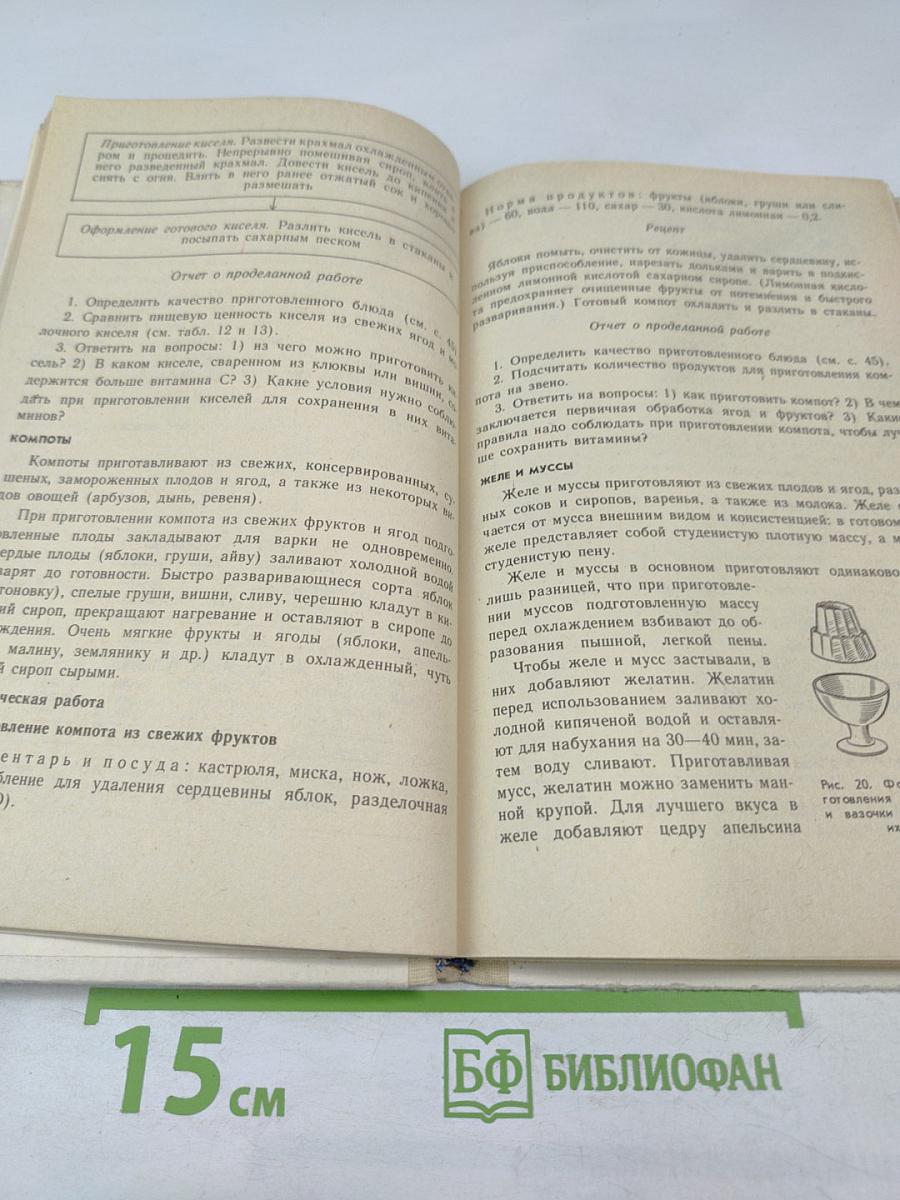 Приготовление киселя. Развести крахмал охлажденным
ром и процедить. Непрерывно помешивая сироп, влить в
него разведенный крахмал. Довести кисель до кипения и
снять с огня. Влить в него ранее отжатый сок и хорошо
размешать
Оформление готового киселя. Разлить кисель в стаканы и
посыпать сахарным песком
Отчет о проделанной работе
1. Определить качество приготовленного блюда (см. с. 45).
2. Сравнить пищевую ценность киселя из свежих ягод и мо-
лочного киселя (см. табл. 12 и 13).
3. Ответить на вопросы: 1) из чего можно приготовить ки-
сель? 2) В каком киселе, сваренном из клюквы или вишни, со-
держится больше витамина С? 3) Какие условия нужно соблю-
дать при приготовлении киселей для сохранения в них вита-
минов?
КОМПОТЫ
Компоты приготавливают из свежих, консервированных, су-
шеных, замороженных плодов и ягод, а также из некоторых ви-
дов овощей (арбузов, дынь, ревеня).
При приготовлении компота из свежих фруктов и ягод подго-
овленные плоды закладывают для варки не одновременно.
вердые плоды (яблоки, груши, айву) заливают холодной водой
варят до готовности. Быстро разваривающиеся сорта яблок
тоновку), спелые груши, вишни, сливу, черешню кладут в ки-
ий сироп, прекращают нагревание и оставляют в сиропе до
ждения. Очень мягкие фрукты и ягоды (яблоки, апель-
малину, землянику и др.) кладут в охлажденный, чуть
й сироп сырыми.
ческая работа
овление компота из свежих фруктов
ентарь и посуда: кастрюля, миска, нож, ложка,
бление для удаления сердцевины яблок, разделочная
).
Норма продуктов: фрукты (яблоки, груши или сли-
ва) — 60, вода — 110, сахар — 30, кислота лимонная — 0,2.
Рецепт
Яблоки помыть, очистить от кожицы, удалить сердцевину, ис-
пользуя приспособление, нарезать дольками и варить в подкис-
ленном лимонной кислотой сахарном сиропе. (Лимонная кисло-
та предохраняет очищенные фрукты от потемнения и быстрого
разваривания.) Готовый компот охладить и разлить в стаканы.
Отчет о проделанной работе
1. Определить качество приготовленного блюда (см. с. 45).
2. Подсчитать количество продуктов для приготовления ком-
пота на звено.
3. Ответить на вопросы: 1) как приготовить компот? 2) В чем
заключается первичная обработка ягод и фруктов? 3) Какие
правила надо соблюдать при приготовлении компота, чтобы луч
ше сохранить витамины?
ЖЕЛЕ И МУССЫ
Желе и муссы приготовляют из свежих плодов и ягод, раз
ных соков и сиропов, варенья, а также из молока. Желе
чается от мусса внешним видом и консистенцией: в готовом
желе представляет собой студенистую плотную массу, а м
студенистую пену.
Желе и муссы в основном приготовляют одинаково
лишь разницей, что при приготовле-
нии муссов подготовленную массу
перед охлаждением взбивают до об-
разования пышной, легкой пены.
Чтобы желе и мусс застывали, в
них добавляют желатин. Желатин
перед использованием заливают хо-
лодной кипяченой водой и оставля-
ют для набухания на 30—40 мин, за-
тем воду сливают. Приготавливая
мусс, желатин можно заменить ман-
ной крупой. Для лучшего вкуса в
желе добавляют цедру апельсина
Рис. 20. Фо
готовления
и вазочки
их
15 см
БФ БИБЛИОФАН